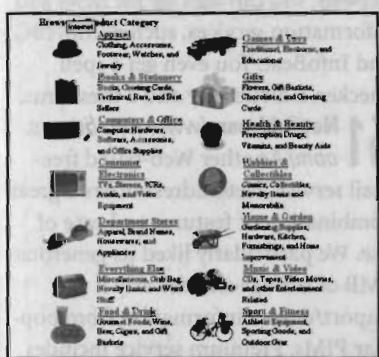 Browse Product Category
Internet
Apparel
Clothing, Accessories,
Footwear, Watches, and
Jewelry
Books & Stationery
Books, Greeting Cards,
Technical, Rare, and Best
Sellers
Computers & Office
Computer Hardware,
Software, Accessories,
and Office Supplies
Consumer
Electronics
TVs, Stereos, VCRs,
Audio, and Video
Equipment
Department Stores
Apparel, Brand Names,
Housewares, and
Appliances
Everything Else
Miscellaneous, Grab Bag,
Novelty Items, and Weird
Stuff
Food & Drink
Gourmet Foods, Wine,
Beer, Cigars, and Gift
Baskets
Games & Toys
Traditional, Electronic, and
Educational
Gifts
Flowers, Gift Baskets,
Chocolates, and Greeting
Cards
Health & Beauty
Prescription Drugs,
Vitamins, and Beauty Aids
Hobbies &
Collectibles
Comics, Collectibles,
Novelty Items and
Memorabilia
Home & Garden
Gardening Supplies,
Hardware, Kitchen,
Furnishings, and Home
Improvement
Music & Video
CDs, Tapes, Video Movies,
and other Entertainment
Related
Sport & Fitness
Athletic Equipment,
Sporting Goods, and
Outdoor Gear